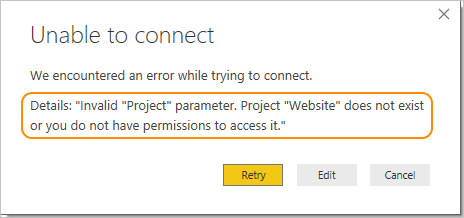 Unable to connect
We encountered an error while trying to connect.
Details: "Invalid "Project" parameter. Project "Website" does not exist
or you do not have permissions to access it."
Retry
Edit
Cancel